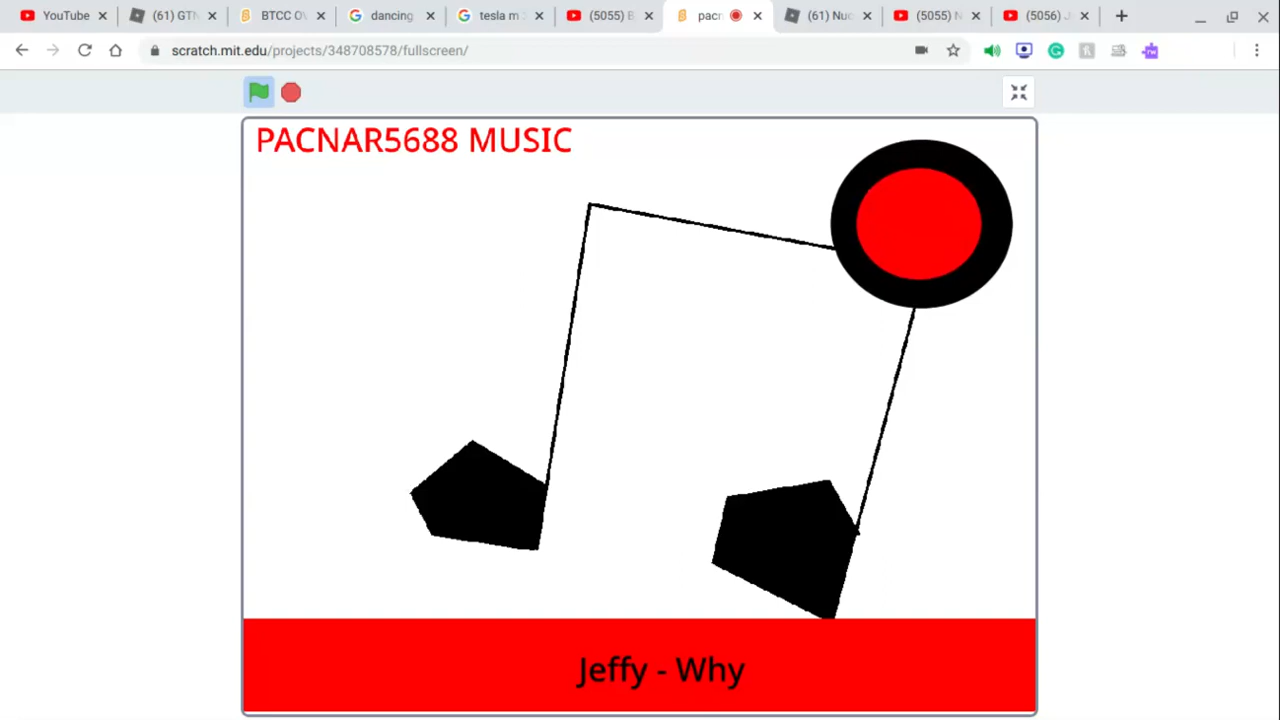 YouTube
(61) GTN
BTCC O
dancing
tesla m
(5055) B
pacn
(61) Nuc
(5055) N
(5056) J
scratch.mit.edu/projects/348708578/fullscreen/
PACNAR5688 MUSIC
Jeffy - Why